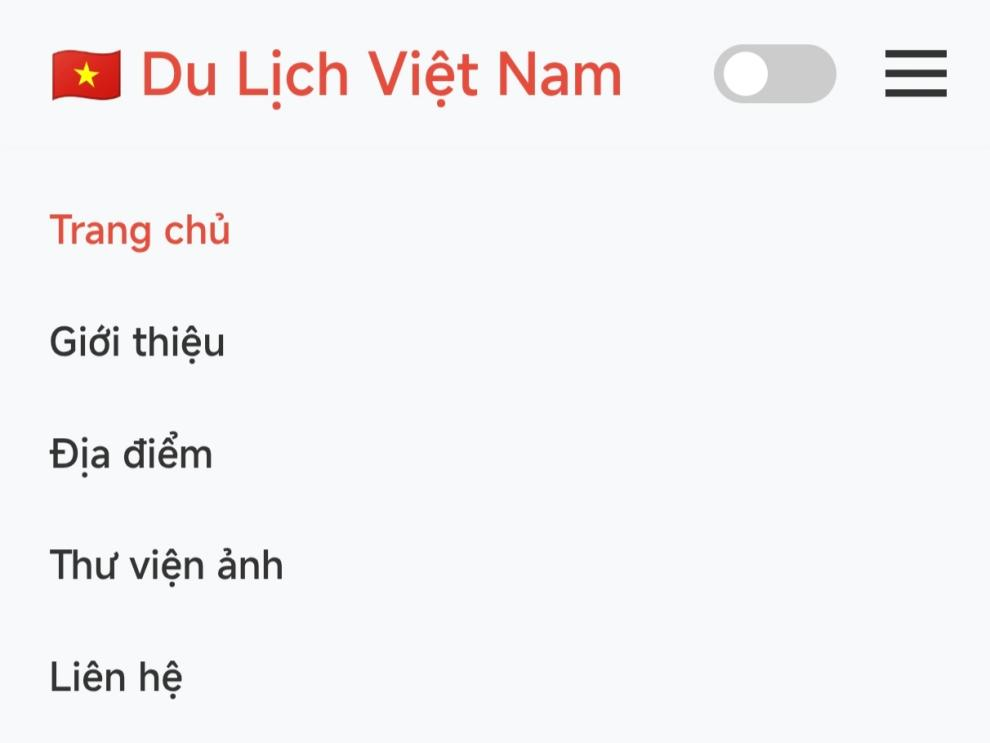 Du Lịch Việt Nam
Trang chủ
Giới thiệu
Địa điểm
Thư viện ảnh
Liên hệ